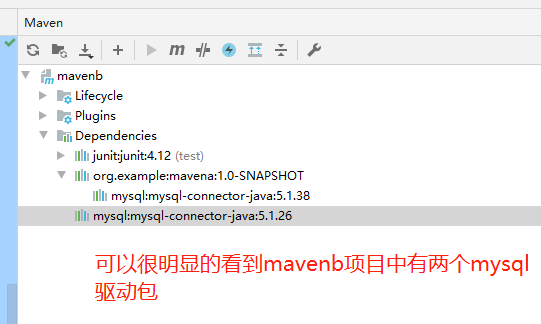 Maven
mavenb
Lifecycle
Plugins
Dependencies
junit:junit:4.12 (test)
org.example:mavena:1.0-SNAPSHOT
mysql:mysql-connector-java:5.1.38
mysql:mysql-connector-java:5.1.26
可以很明显的看到mavenb项目中有两个mysql
驱动包